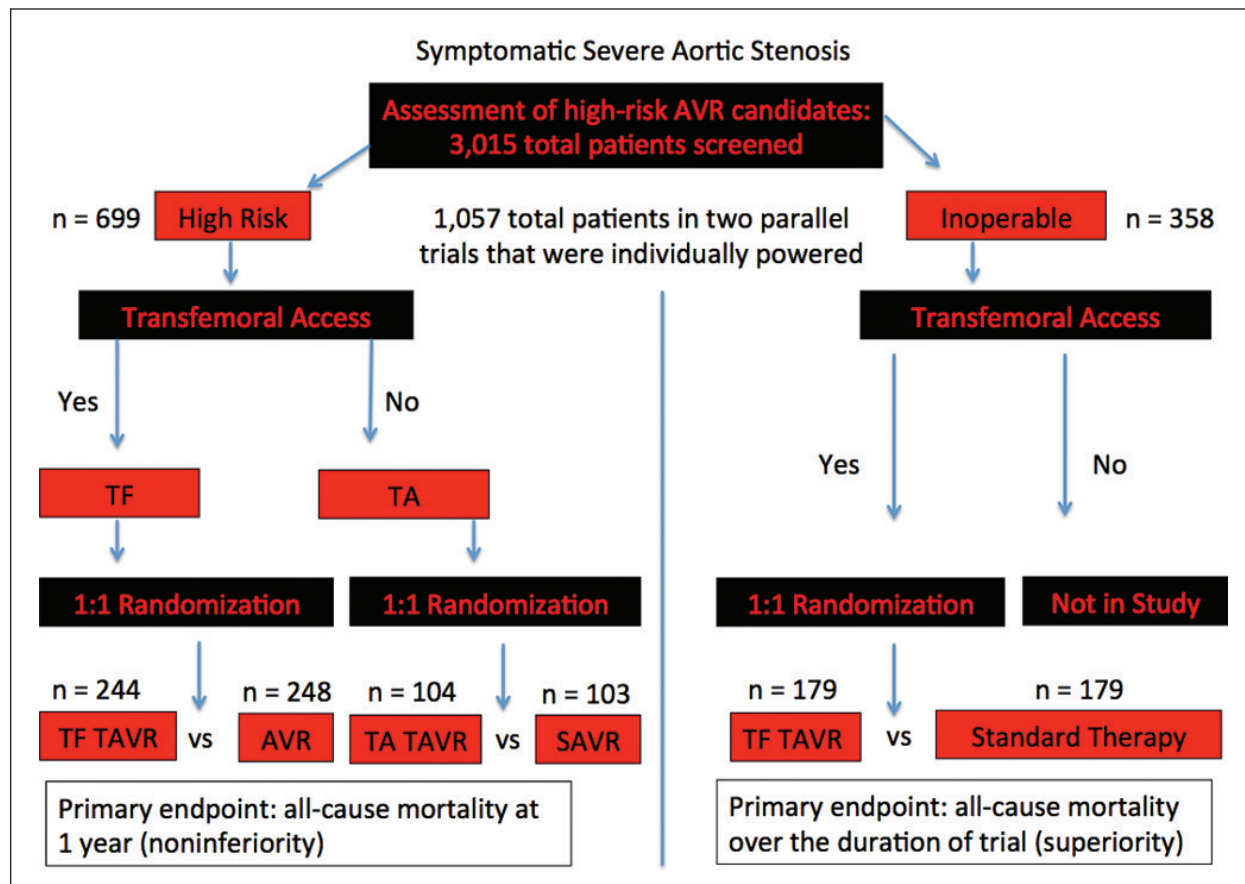 Symptomatic Severe Aortic Stenosis
Assessment of high-risk AVR candidates:
3,015 total patients screened
n = 699
High Risk
1,057 total patients in two parallel
trials that were individually powered
Inoperable
n = 358
Transfemoral Access
Transfemoral Access
Yes
No
Yes
No
TF
TA
1:1 Randomization
1:1 Randomization
1:1 Randomization
Not in Study
n = 244
n = 248
n = 104
n = 103
n = 179
n = 179
TF TAVR
vs
AVR
TA TAVR
vs
SAVR
TF TAVR
vs
Standard Therapy
Primary endpoint: all-cause mortality at
1 year (noninferiority)
Primary endpoint: all-cause mortality
over the duration of trial (superiority)